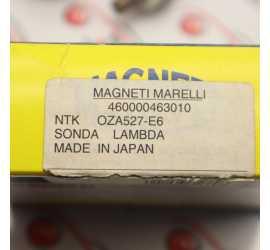 MAGNETI MARELLI
460000463010
NTK OZA527-E6
SONDA LAMBDA
MADE IN JAPAN